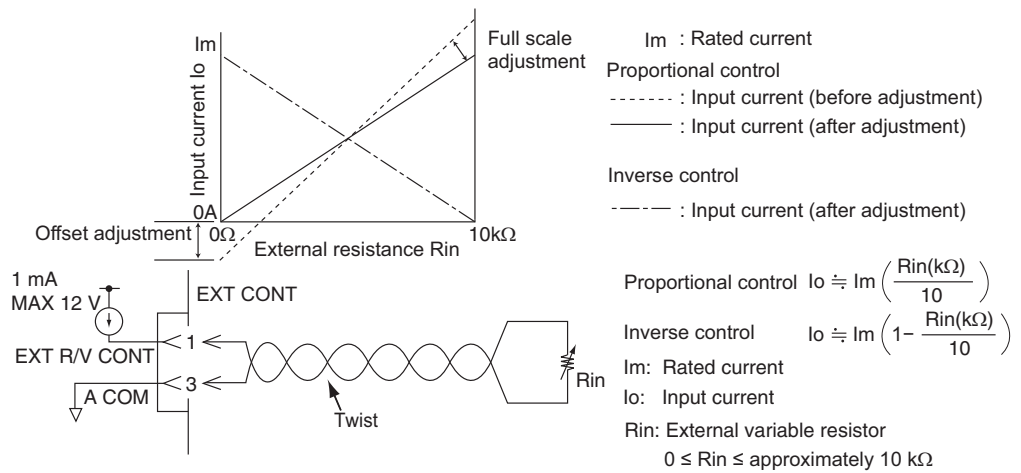 Im
Input current Io
0A
0Ω
External resistance Rin
10kΩ
Full scale
adjustment
Offset adjustment
1 mA
MAX 12 V
EXT CONT
EXT R/V CONT
1
A COM
3
Twist
Rin
Im : Rated current
Proportional control
: Input current (before adjustment)
: Input current (after adjustment)
Inverse control
: Input current (after adjustment)
Proportional control Io ≒ Im (Rin(kΩ)/10)
Inverse control Io ≒ Im (1− Rin(kΩ)/10)
Im: Rated current
Io: Input current
Rin: External variable resistor
0 ≤ Rin ≤ approximately 10 kΩ